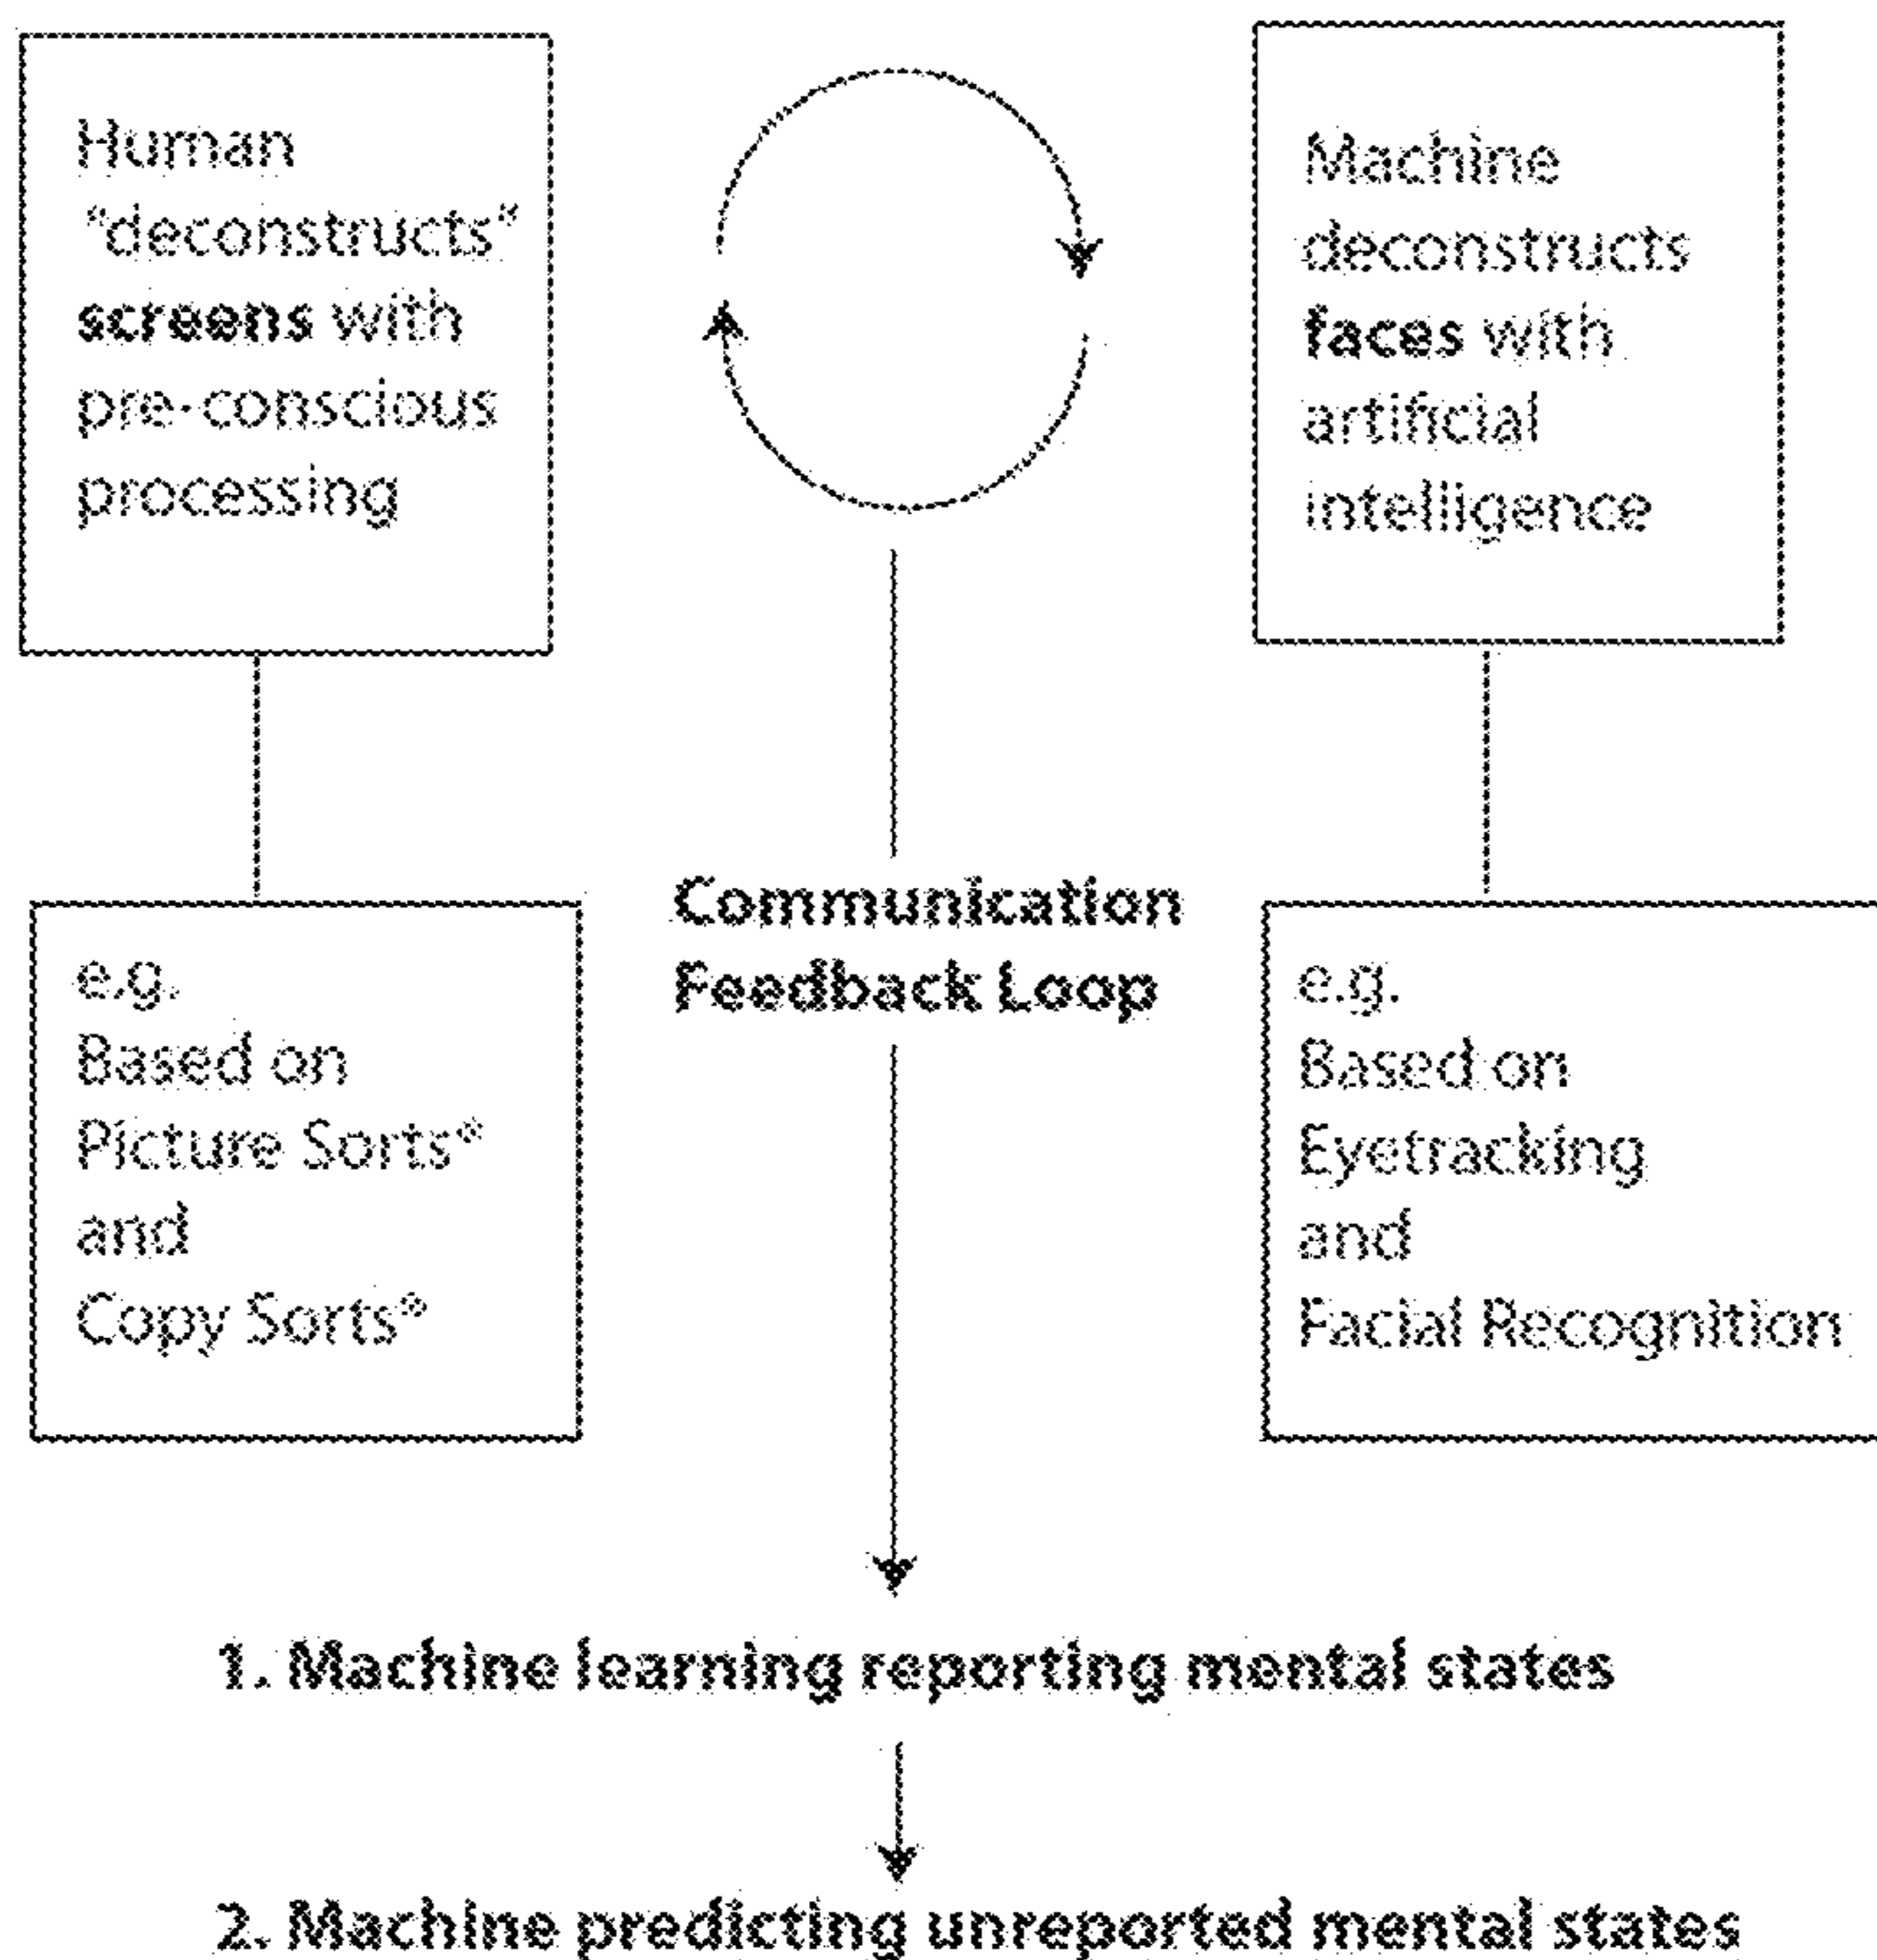 Human
"deconstructs"
screens with
pre-conscious
processing
Machine
deconstructs
faces with
artificial
intelligence
Communication
Feedback Loop
e.g.
Based on
Picture Sorts®
and
Copy Sorts®
e.g.
Based on
Eyetracking
and
Facial Recognition
1. Machine learning reporting mental states
2. Machine predicting unreported mental states